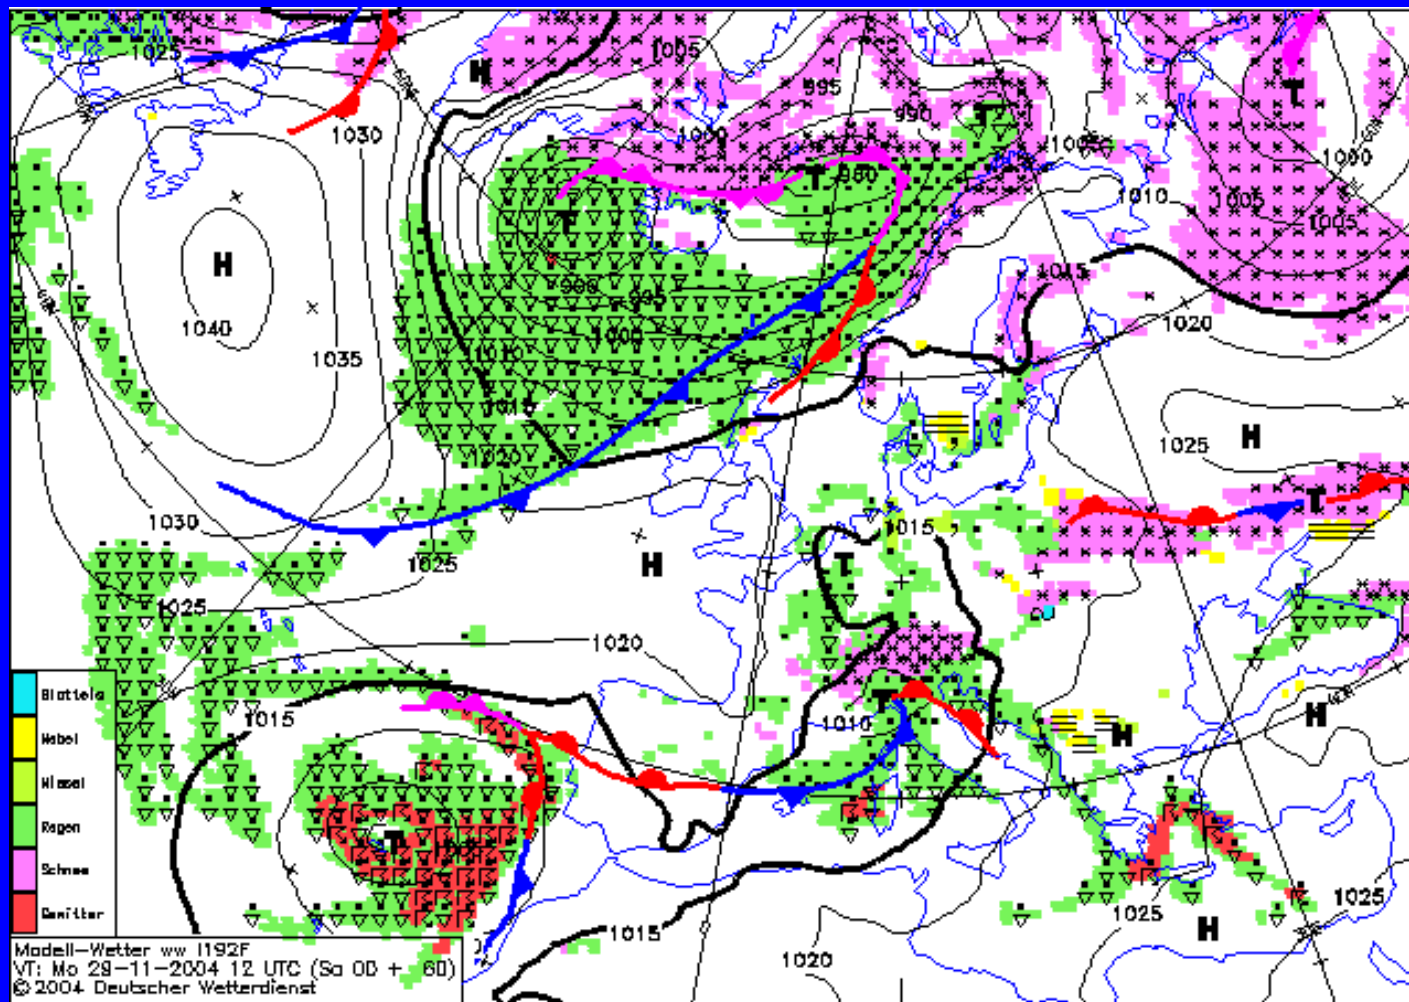 1025
H
1005
995
T
990
T
1030
1000
1005
1000
T
980
1010
1005
1005
T
H
1015
985
995
1040
1000
1020
1035
1010
1015
H
1025
1020
1030
T
1015
H
T
1025
1025
1020
Glatteis
T
1015
1010
H
H
Nebel
Niesel
Regen
T
Schnee
1025
1025
Gewitter
H
1015
Modell-Wetter ww I192F
VT: Mo 29-11-2004 12 UTC (Sa 00 + 60)
1020
© 2004 Deutscher Wetterdienst